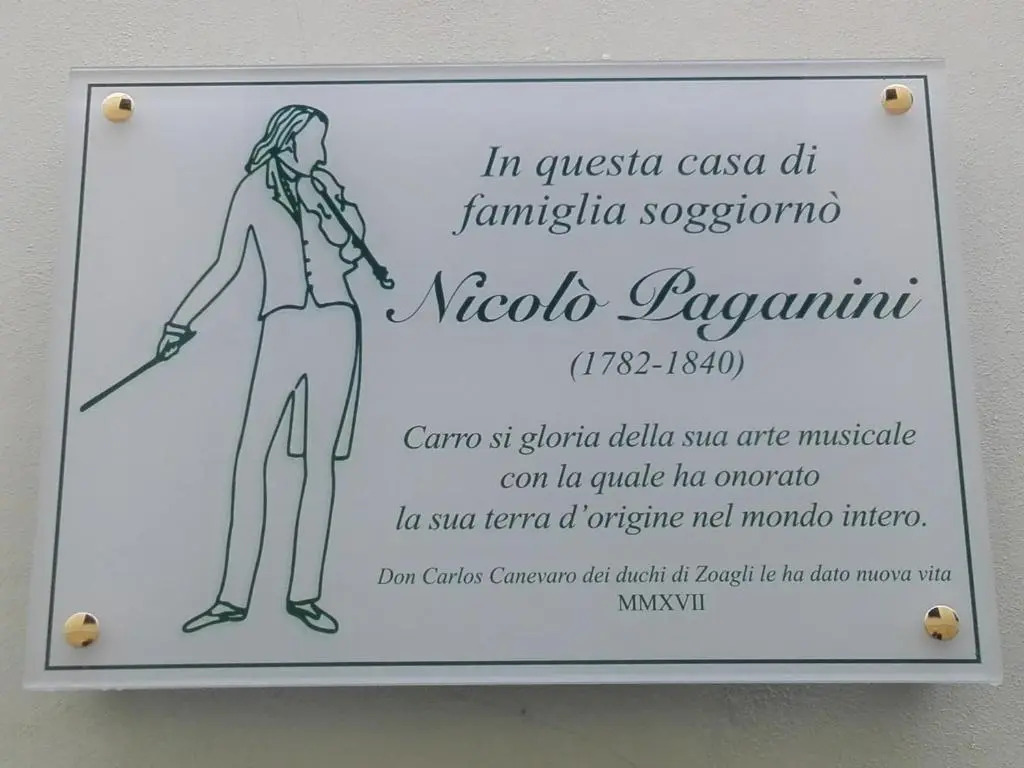 In questa casa di
famiglia soggiornò
Nicolò Paganini
(1782-1840)
Carro si gloria della sua arte musicale
con la quale ha onorato
la sua terra d'origine nel mondo intero.
Don Carlos Canevaro dei duchi di Zoagli le ha dato nuova vita
MMXVII